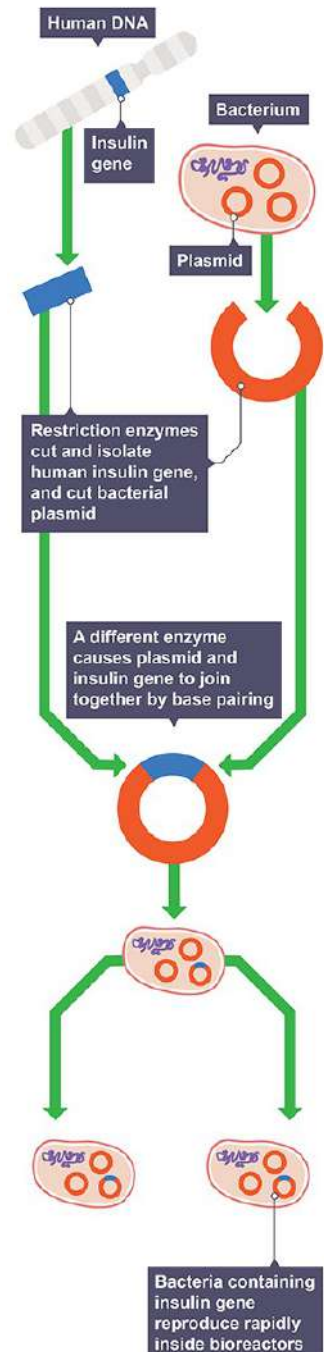 Human DNA
Insulin
gene
Bacterium
Plasmid
Restriction enzymes
cut and isolate
human insulin gene,
and cut bacterial
plasmid
A different enzyme
causes plasmid and
insulin gene to join
together by base pairing
Bacteria containing
insulin gene
reproduce rapidly
inside bioreactors